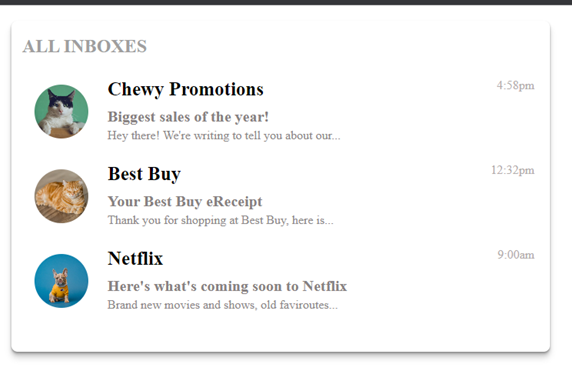 ALL INBOXES
Chewy Promotions 4:58pm
Biggest sales of the year!
Hey there! We're writing to tell you about our...
Best Buy 12:32pm
Your Best Buy eReceipt
Thank you for shopping at Best Buy, here is...
Netflix 9:00am
Here's what's coming soon to Netflix
Brand new movies and shows, old faviroutes...